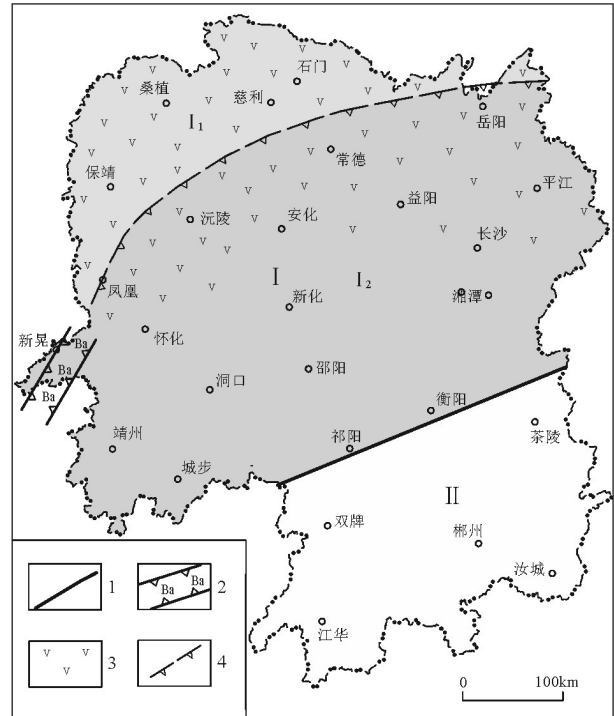 石门
桑植
慈利
I₁
岳阳
常德
保靖
平江
益阳
沅陵
安化
长沙
I
I₂
凤凰
新化
湘潭
新晃
Ba
Ba
Ba
怀化
邵阳
洞口
衡阳
茶陵
靖州
祁阳
城步
II
双牌
郴州
汝城
江华
1
Ba
Ba
2
3
4
0
100km